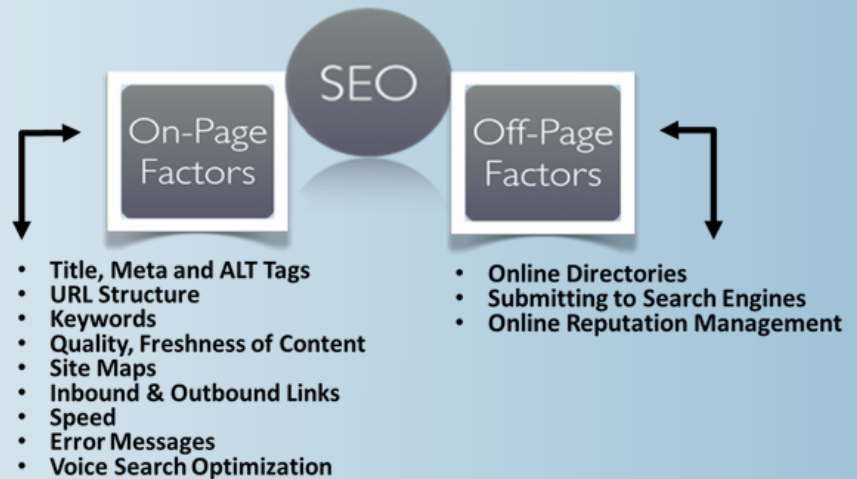 SEO
On-Page
Factors
Off-Page
Factors
• Title, Meta and ALT Tags
• URL Structure
• Keywords
• Quality, Freshness of Content
• Site Maps
• Inbound & Outbound Links
• Speed
• Error Messages
• Voice Search Optimization
• Online Directories
• Submitting to Search Engines
• Online Reputation Management